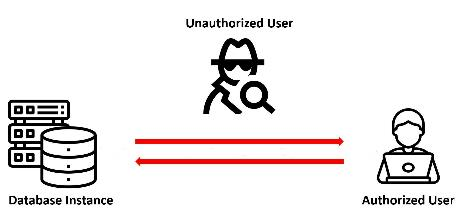 Unauthorized User
Database Instance
Authorized User